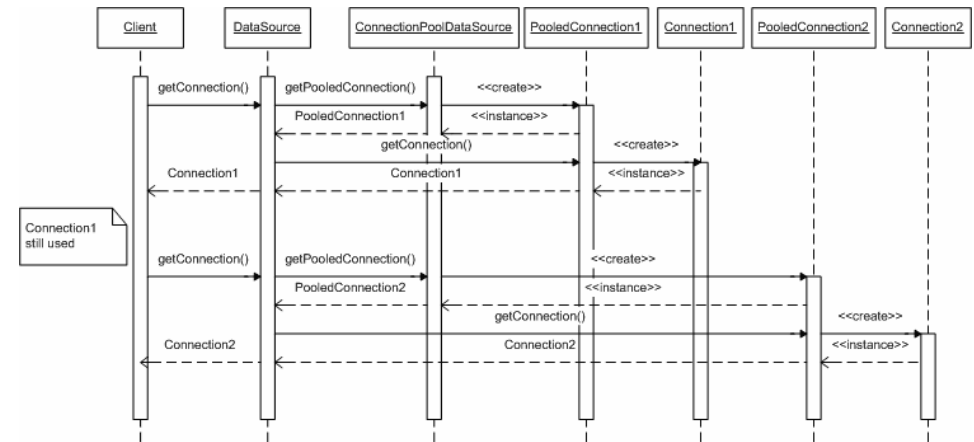 Client
DataSource
ConnectionPoolDataSource
PooledConnection1
Connection1
PooledConnection2
Connection2
getConnection()
getPooledConnection()
<<create>>
PooledConnection1
<<instance>>
getConnection()
<<create>>
Connection1
Connection1
<<instance>>
Connection1
still used
getConnection()
getPooledConnection()
<<create>>
PooledConnection2
<<instance>>
getConnection()
<<create>>
Connection2
Connection2
<<instance>>